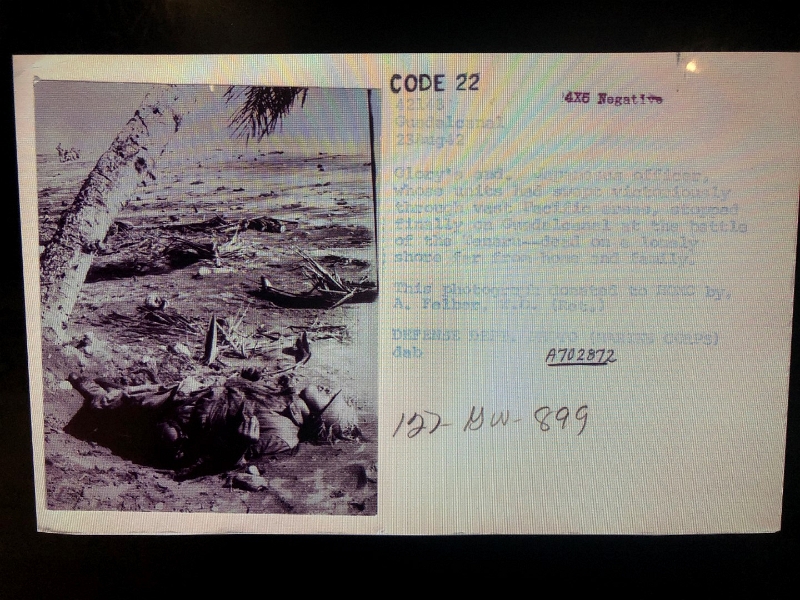 CODE 22
4X5 Negative
42143
Guadalcanal
23Aug42
Glory's end. Japanese officer,
whose units had swept victoriously
through vast Pacific areas, stopped
finally on Guadalcanal at the battle
of the Tenaru--dead on a lonely
shore far from home and family.
This photograph donated to HQMC by.
A. Felber, (Ret.)
DEFENSE DEPT. PHOTO (MARINE CORPS)
dab
A702872
127-GW-899